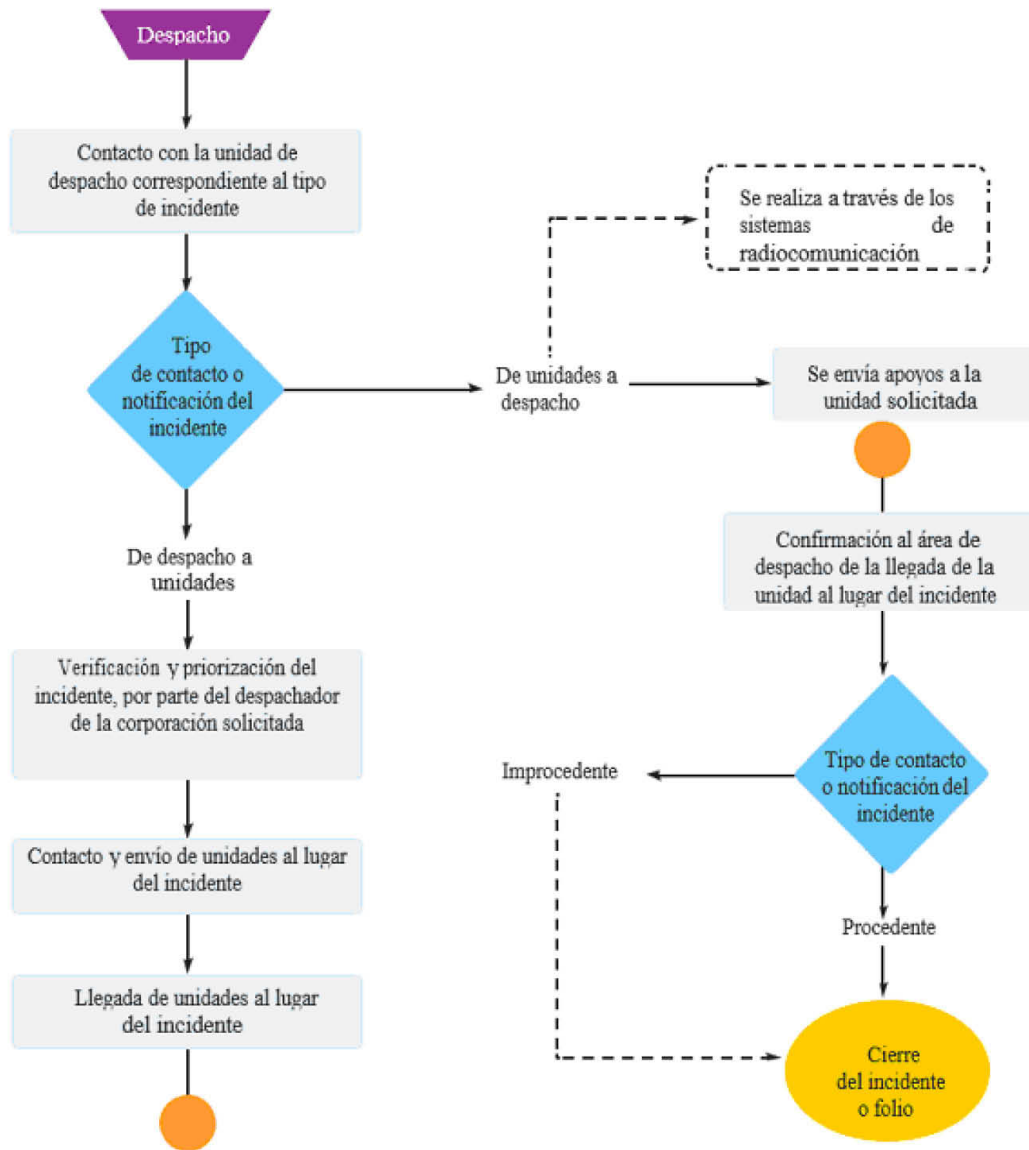 Despacho
Contacto con la unidad de
despacho correspondiente al tipo
de incidente
Se realiza a través de los
sistemas de
radiocomunicación
Tipo
de contacto o
notificación del
incidente
De unidades a
despacho
Se envía apoyos a la
unidad solicitada
De despacho a
unidades
Confirmación al área de
despacho de la llegada de la
unidad al lugar del incidente
Verificación y priorización del
incidente, por parte del despachador
de la corporación solicitada
Improcedente
Tipo de contacto
o notificación del
incidente
Contacto y envío de unidades al lugar
del incidente
Procedente
Llegada de unidades al lugar
del incidente
Cierre
del incidente
o folio